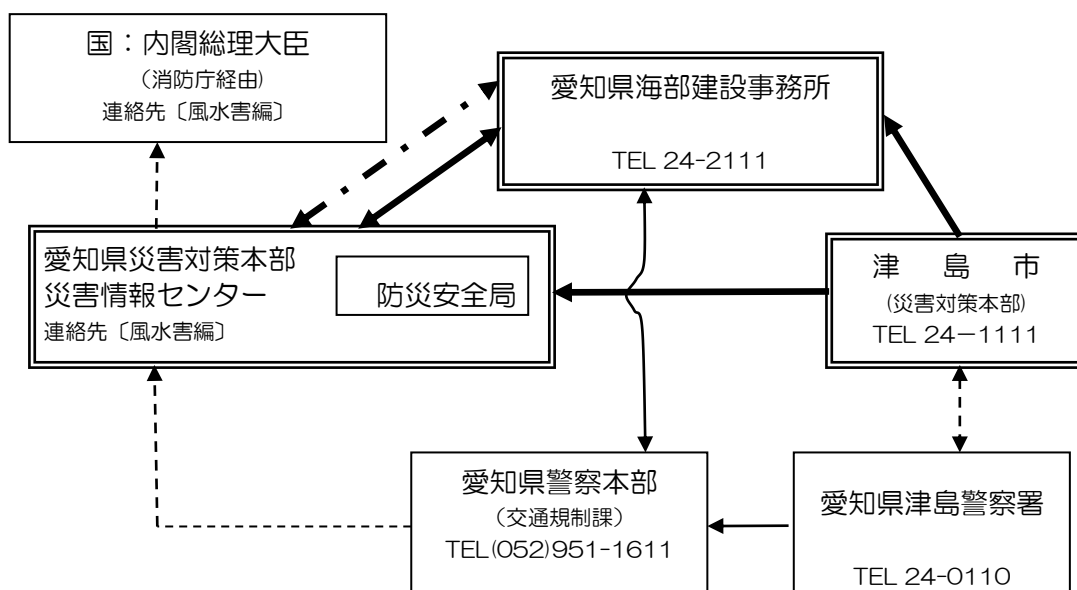 国：内閣総理大臣
（消防庁経由）
連絡先〔風水害編〕
愛知県海部建設事務所
TEL 24-2111
愛知県災害対策本部
災害情報センター
連絡先〔風水害編〕
防災安全局
津　島　市
(災害対策本部)
TEL 24－1111
愛知県警察本部
（交通規制課）
TEL(052)951-1611
愛知県津島警察署
TEL 24-0110